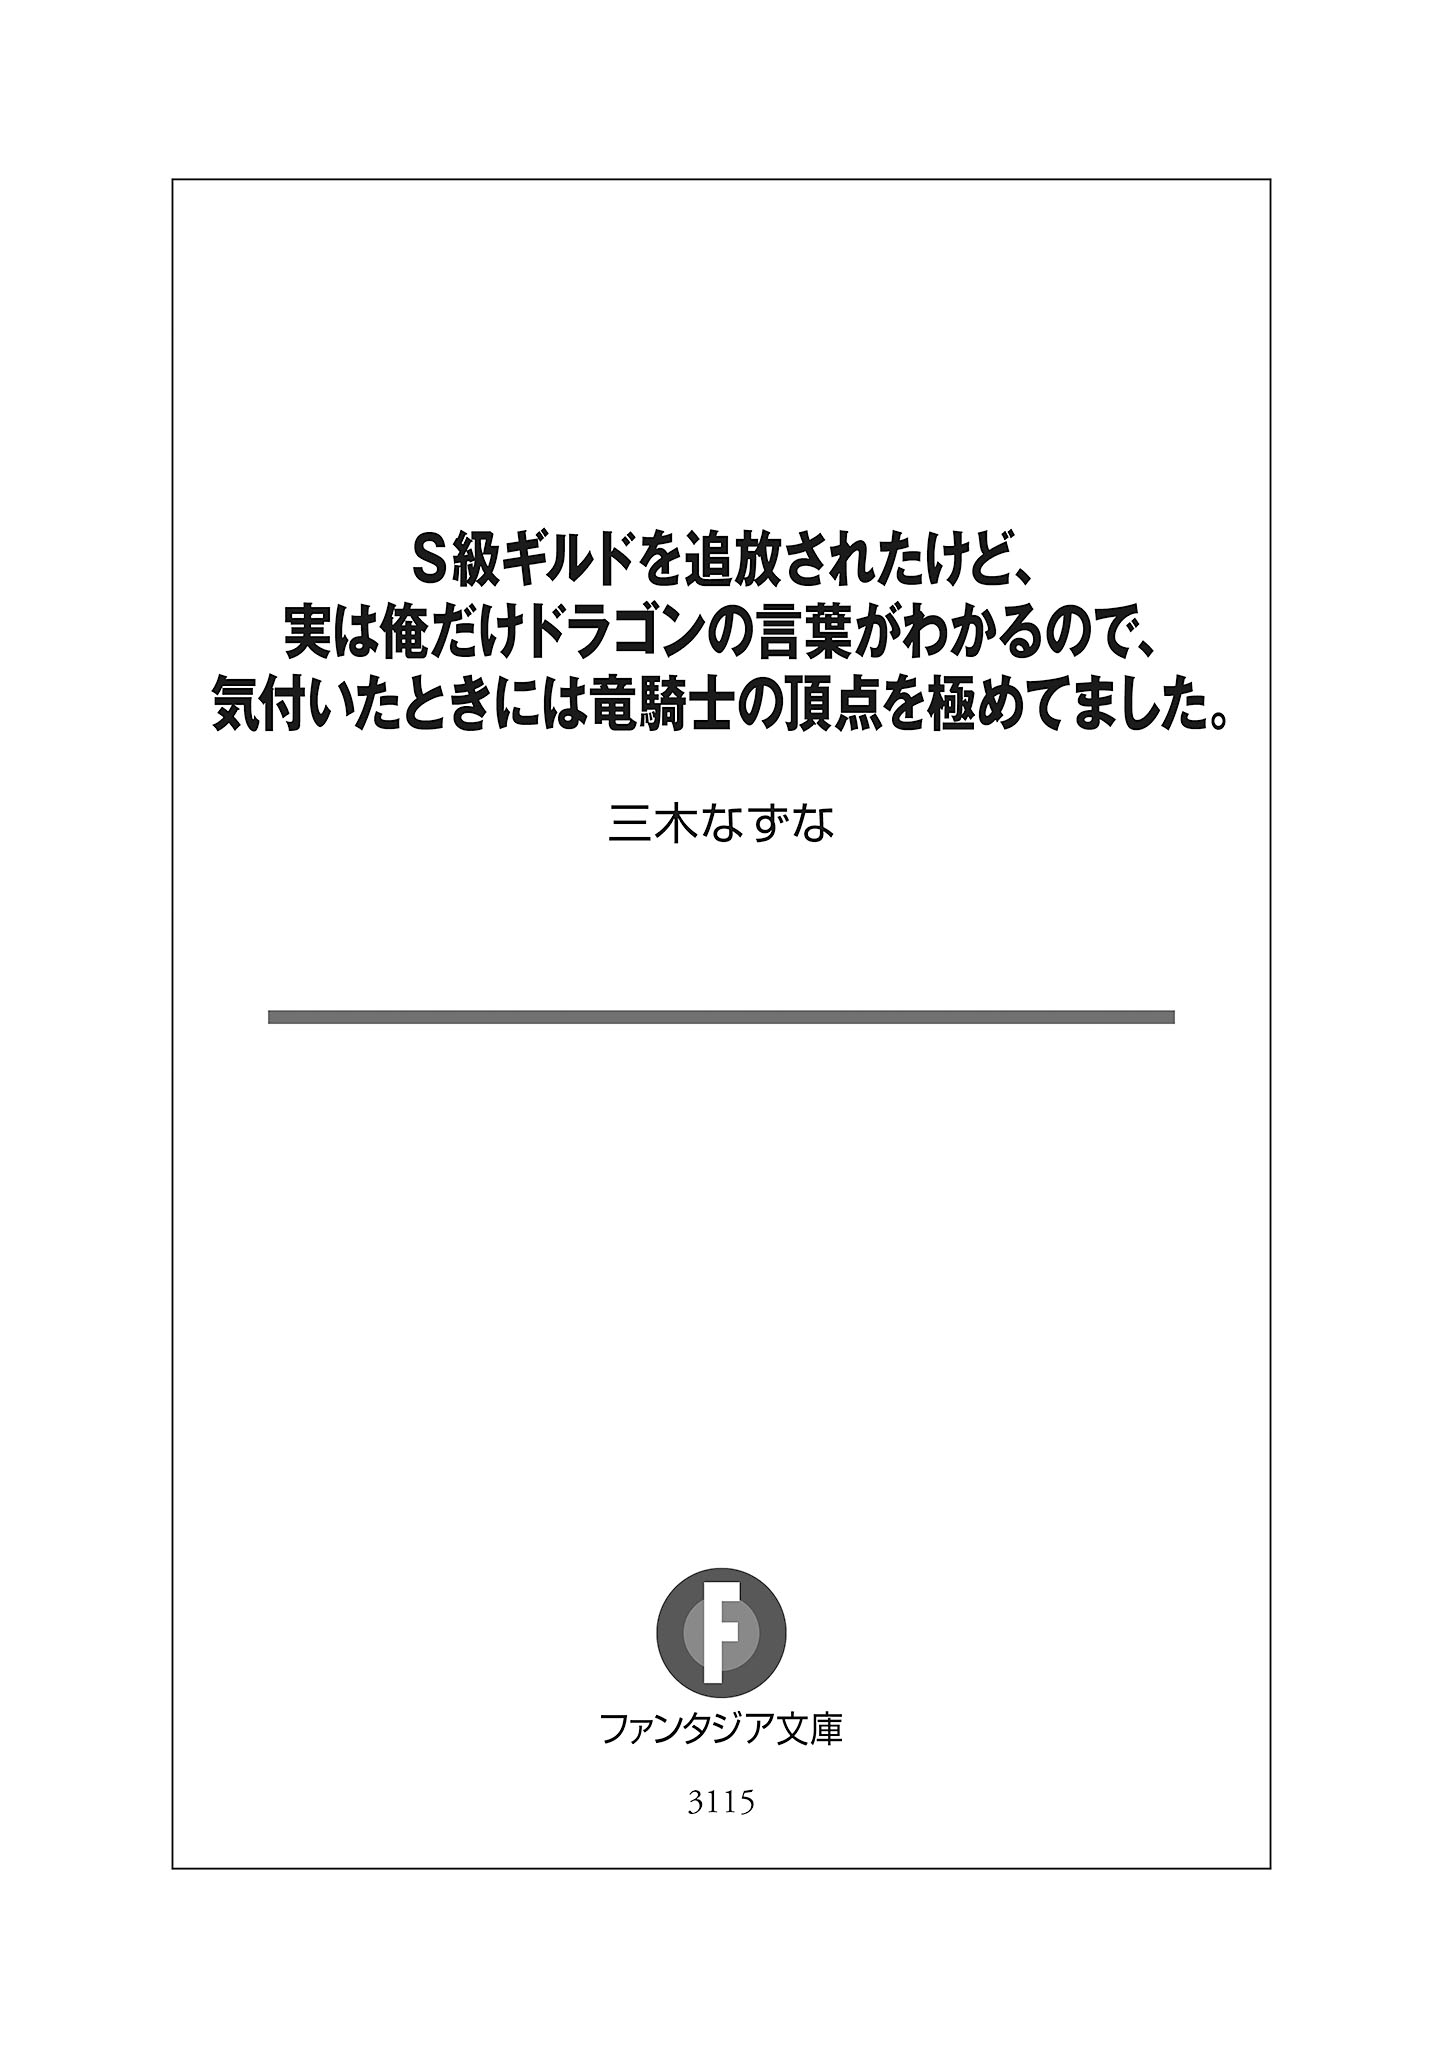 S級ギルドを追放されたけど、
実は俺だけドラゴンの言葉がわかるので、
気付いたときには竜騎士の頂点を極めてました。
三木なずな
F
ファンタジア文庫
3115